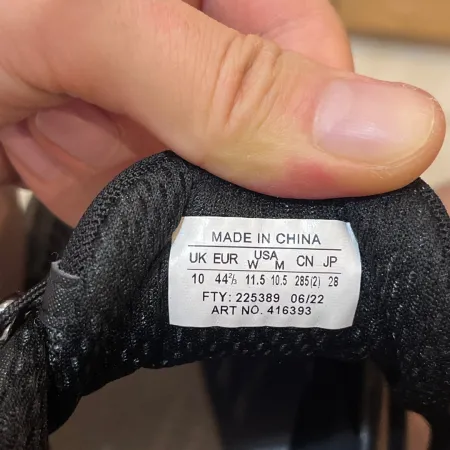 MADE IN CHINA
UK EUR USA W M CN JP
10 44⅔ 11.5 10.5 285(2) 28
FTY: 225389 06/22
ART NO. 416393